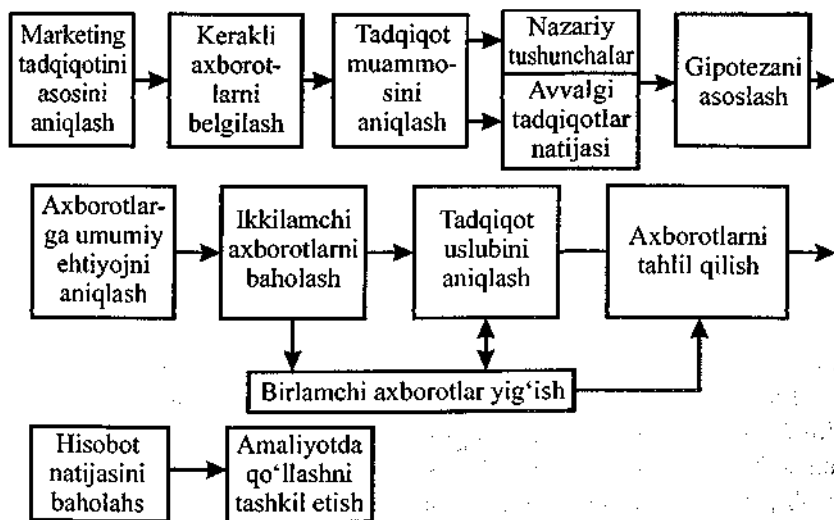 Marketing
tadqiqotini
asosini
aniqlash
Kerakli
axborot-
larni
belgilash
Tadqiqot
muammo-
sini
aniqlash
Nazariy
tushunchalar
Avvalgi
tadqiqotlar
natijasi
Gipotezani
asoslash
Axborotlar-
ga umumiy
ehtiyojni
aniqlash
Ikkilamchi
axborotlarni
baholash
Tadqiqot
uslubini
aniqlash
Axborotlarni
tahlil qilish
Birlamchi axborotlar yig‘ish
Hisobot
natijasini
baholahs
Amaliyotda
qo‘llashni
tashkil etish